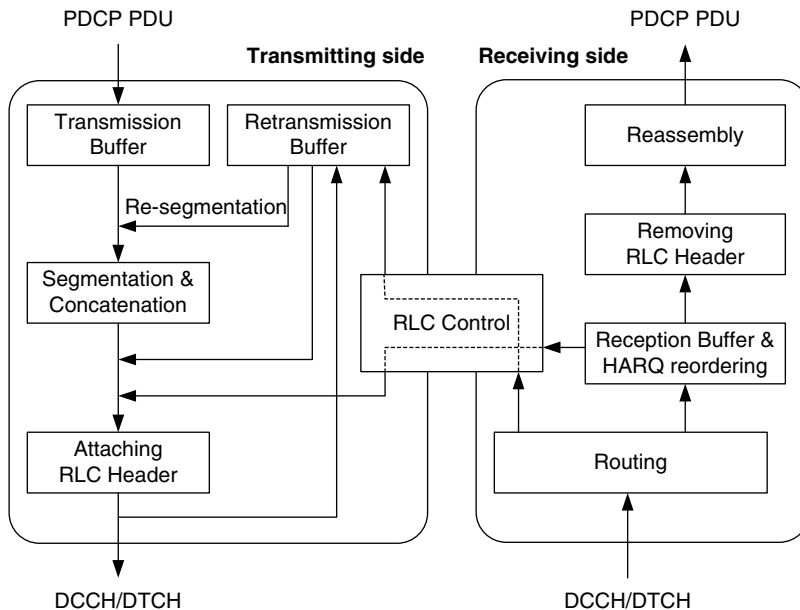 PDCP PDU
PDCP PDU
Transmitting side
Receiving side
Transmission
Buffer
Retransmission
Buffer
Reassembly
Re-segmentation
Removing
RLC Header
Segmentation &
Concatenation
RLC Control
Reception Buffer &
HARQ reordering
Attaching
RLC Header
Routing
DCCH/DTCH
DCCH/DTCH